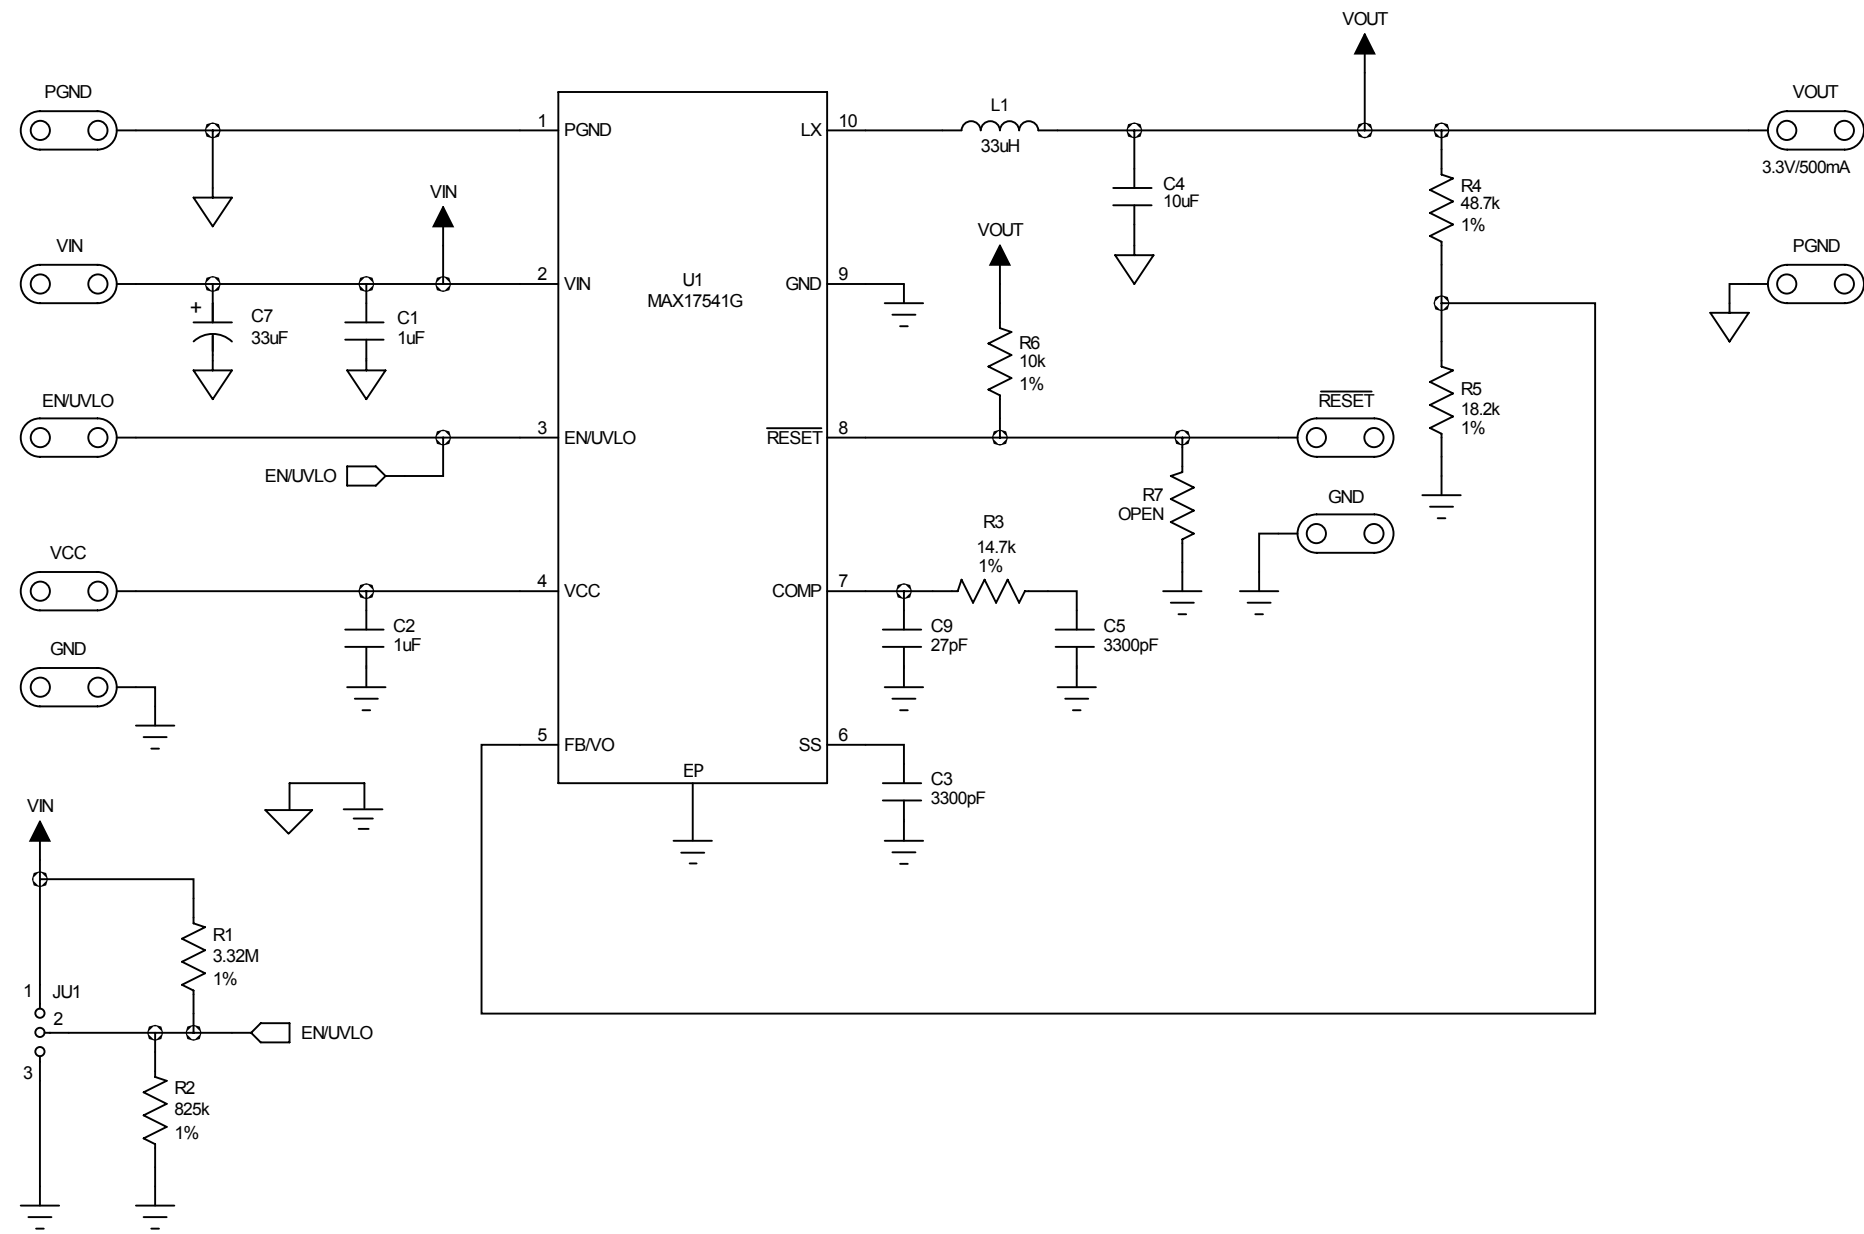 VOUT
PGND
VOUT
1
PGND
LX
10
L1
33uH
3.3V/500mA
VIN
C4
10uF
R4
48.7k
1%
VOUT
VIN
PGND
2
VIN
U1
MAX17541G
GND
9
+
C7
33uF
C1
1uF
R6
10k
1%
EN/UVLO
RESET
R5
18.2k
1%
3
EN/UVLO
RESET
8
EN/UVLO
R7
OPEN
GND
R3
14.7k
1%
VCC
4
VCC
COMP
7
C2
1uF
C9
27pF
C5
3300pF
GND
5
FB/VO
SS
6
EP
C3
3300pF
VIN
R1
3.32M
1%
1
JU1
2
EN/UVLO
3
R2
825k
1%